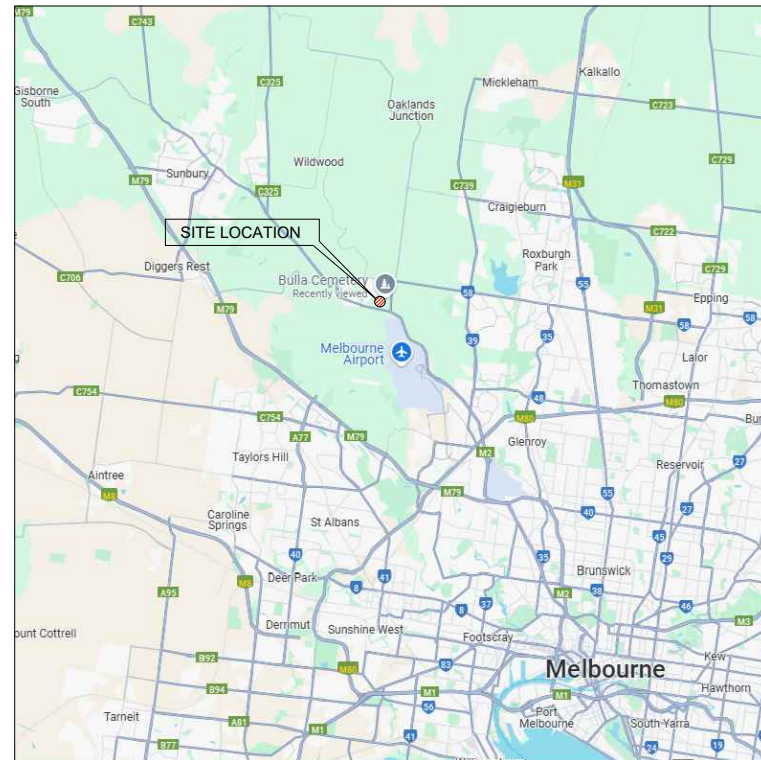 M79
C743
C325
Gisborne
South
Oaklands
Junction
Mickleham
Kalkallo
C723
Wildwood
Sunbury
M79
C325
C739
M31
C729
Craigieburn
C722
SITE LOCATION
Diggers Rest
C706
Bulla Cemetery
Recently viewed
Roxburgh
Park
C729
55
58
Epping
M79
M31
58
58
39
35
Melbourne
Airport
Lalor
Thomastown
C754
48
M80
C754
M80
A77
M79
Glenroy
M2
Taylors Hill
Reservoir
27
Aintree
M79
55
M8
27
Caroline
Springs
St Albans
40
45
40
35
29
Deer Park
41
Brunswick
M8
8
A95
M2
38
37
8
46
Derrimut
Sunshine West
M3
ount Cottrell
Footscray
B92
83
Kew
M80
Melbourne
Hawthorn
B94
M1
M1
56
Port
Melbourne
Tarneit
A81
M1
South Yarra
41
B77
24
19